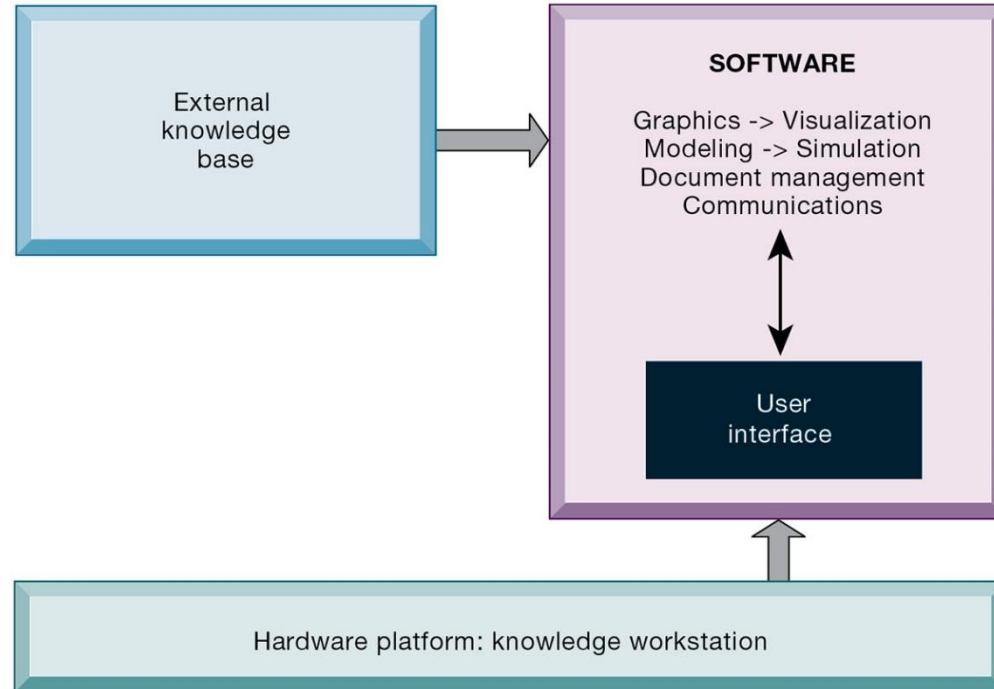 External
knowledge
base
SOFTWARE
Graphics -> Visualization
Modeling -> Simulation
Document management
Communications
User
interface
Hardware platform: knowledge workstation